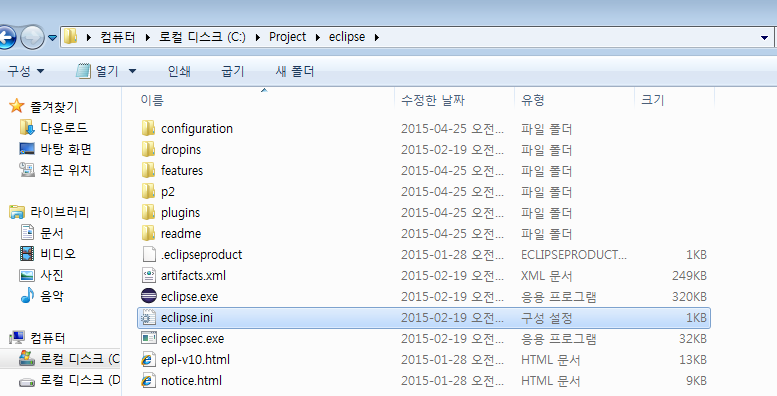 컴퓨터 ▸ 로컬 디스크 (C:) ▸ Project ▸ eclipse ▸
구성 ▼ 열기 ▼ 인쇄 굽기 새 폴더
이름 수정한 날짜 유형 크기
즐겨찾기
다운로드
바탕 화면
최근 위치
라이브러리
문서
비디오
사진
음악
컴퓨터
로컬 디스크 (C
로컬 디스크 (D
configuration 2015-04-25 오전... 파일 폴더
dropins 2015-02-19 오전... 파일 폴더
features 2015-04-25 오전... 파일 폴더
p2 2015-04-25 오전... 파일 폴더
plugins 2015-04-25 오전... 파일 폴더
readme 2015-04-25 오전... 파일 폴더
.eclipseproduct 2015-01-28 오전... ECLIPSEPRODUCT... 1KB
artifacts.xml 2015-02-19 오전... XML 문서 249KB
eclipse.exe 2015-02-19 오전... 응용 프로그램 320KB
eclipse.ini 2015-02-19 오전... 구성 설정 1KB
eclipsec.exe 2015-02-19 오전... 응용 프로그램 32KB
epl-v10.html 2015-01-28 오전... HTML 문서 13KB
notice.html 2015-01-28 오전... HTML 문서 9KB